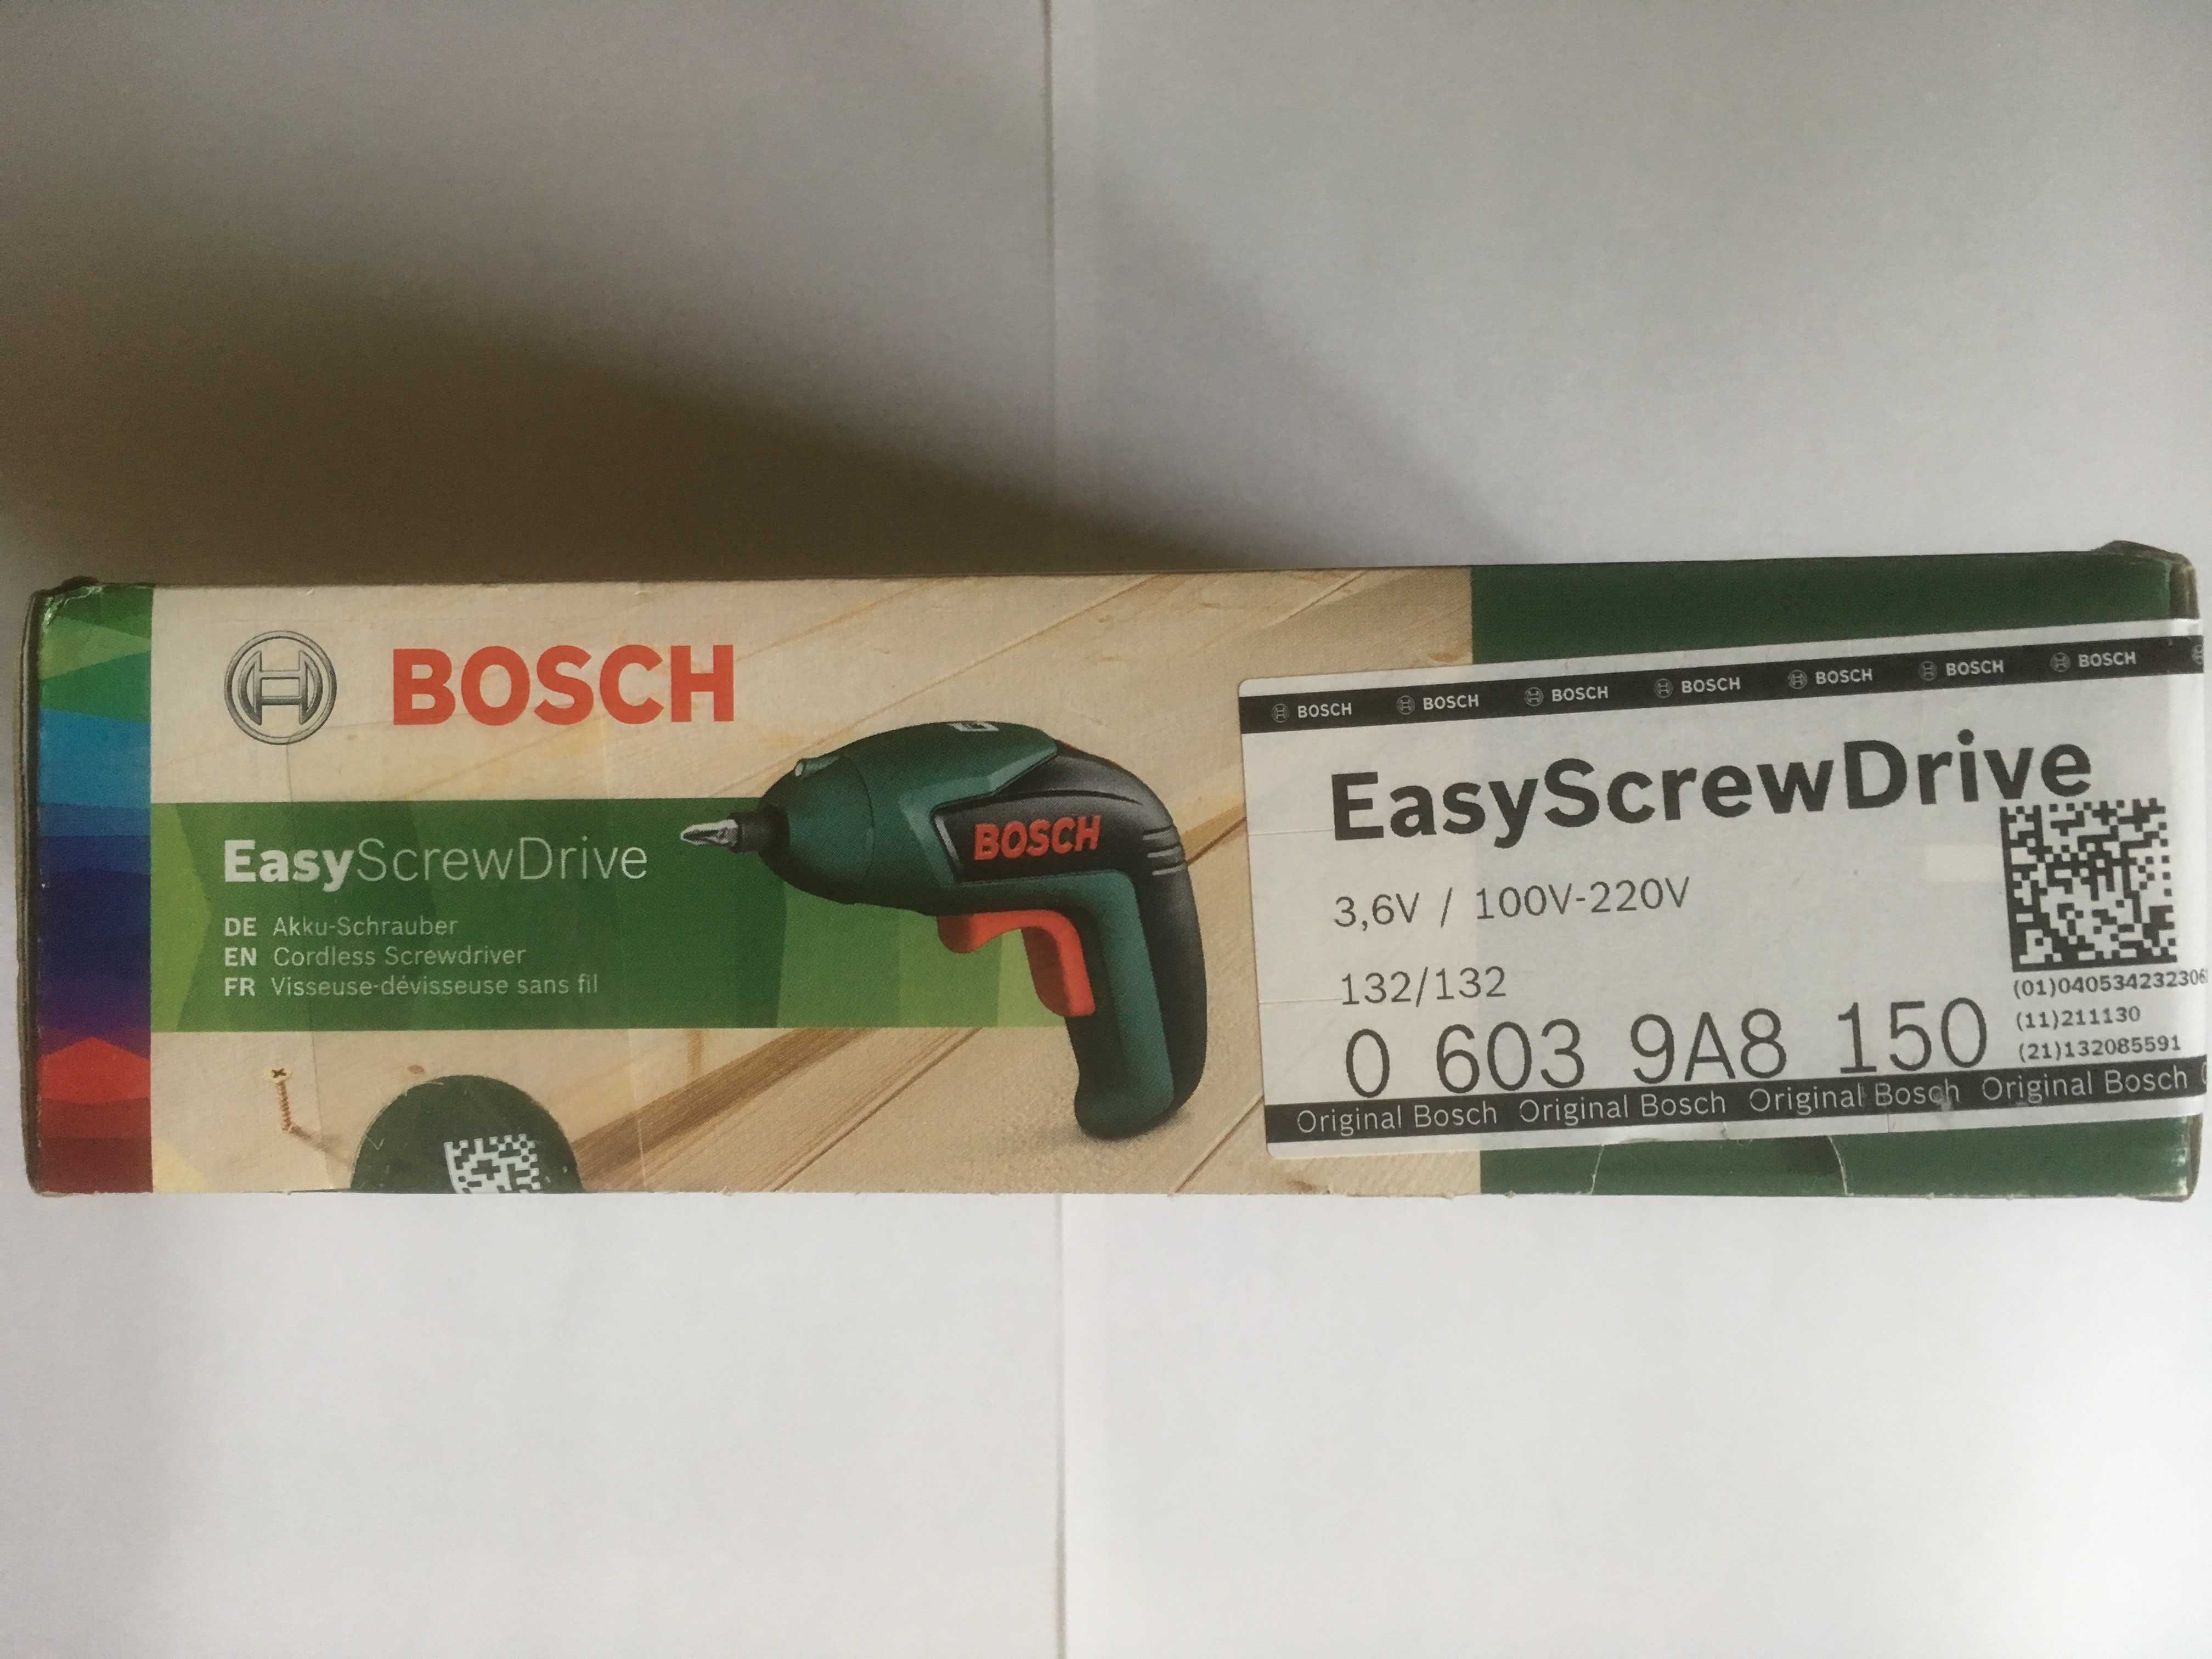 BOSCH
EasyScrewDrive
DE Akku-Schrauber
EN Cordless Screwdriver
FR Visseuse-dévisseuse sans fil
BOSCH
BOSCH BOSCH BOSCH BOSCH BOSCH BOSCH BOSCH
EasyScrewDrive
3,6V / 100V-220V
132/132
0 603 9A8 150
(01)040534232306
(11)211130
(21)132085591
Original Bosch Original Bosch Original Bosch Original Bosch